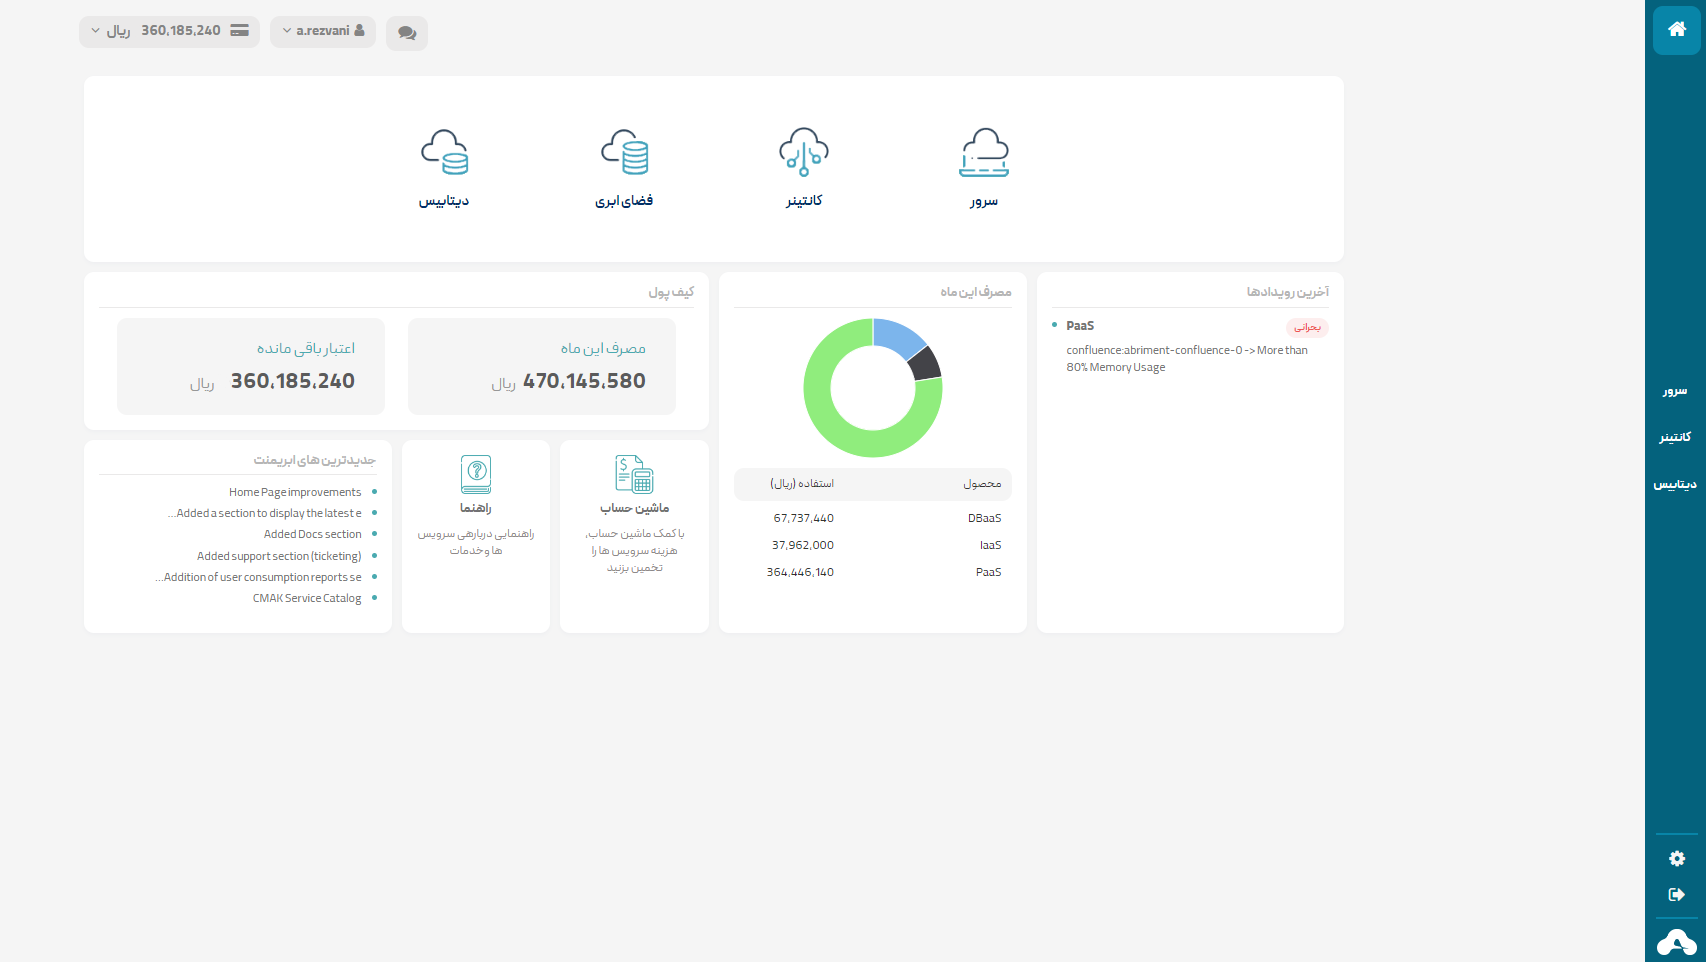 a.rezvani
360,185,240 ریال
سرور
کانتینر
فضای ابری
دیتابیس
آخرین رویدادها
بحرانی
PaaS
confluence:abriment-confluence-0 -> More than
80% Memory Usage
مصرف این ماه
محصول استفاده (ریال)
DBaaS 67,737,440
IaaS 37,962,000
PaaS 364,446,140
کیف پول
مصرف این ماه
470,145,580 ریال
اعتبار باقی مانده
360,185,240 ریال
ماشین حساب
با کمک ماشین حساب,
هزینه سرویس ها را
تخمین بزنید
راهنما
راهنمایی دربارهی سرویس
ها و خدمات
جدیدترین های ابریمنت
Home Page improvements
...Added a section to display the latest e
Added Docs section
Added support section (ticketing)
...Addition of user consumption reports se
CMAK Service Catalog
سرور
کانتینر
دیتابیس